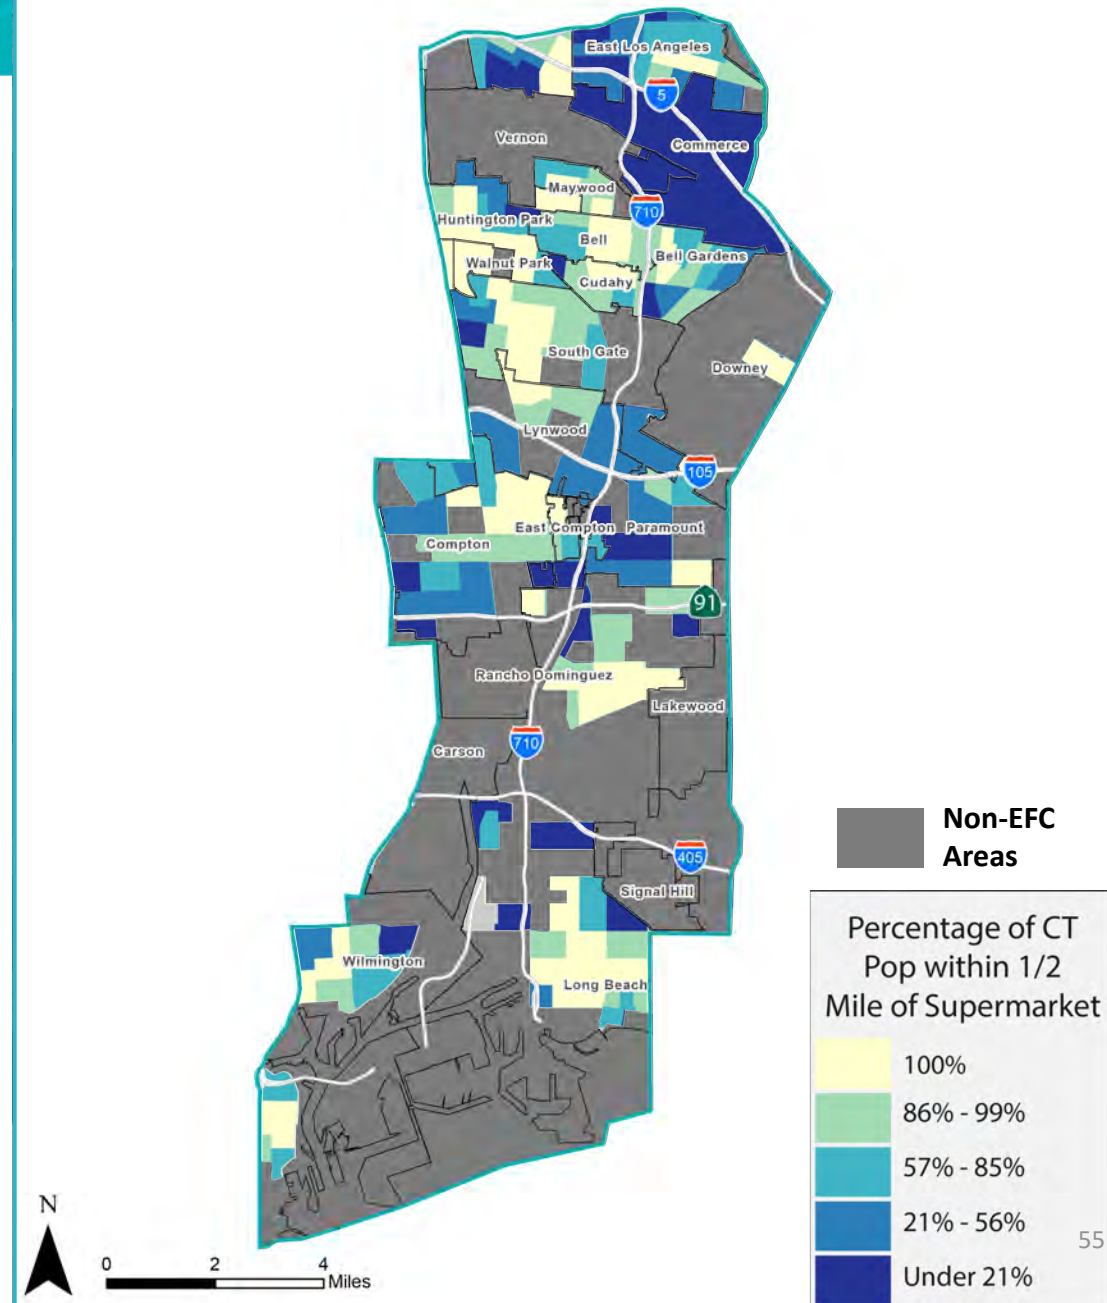 East Los Angeles
5
Vernon
Commerce
Maywood
710
Huntington Park
Bell
Walnut Park
Bell Gardens
Cudahy
South Gate
Downey
Lynwood
105
East Compton
Paramount
Compton
91
Rancho Dominguez
Lakewood
710
Carson
Non-EFC
Areas
405
Signal Hill
Percentage of CT
Pop within 1/2
Mile of Supermarket
Wilmington
Long Beach
100%
86% - 99%
57% - 85%
21% - 56%
55
Under 21%
N
0 2 4
Miles